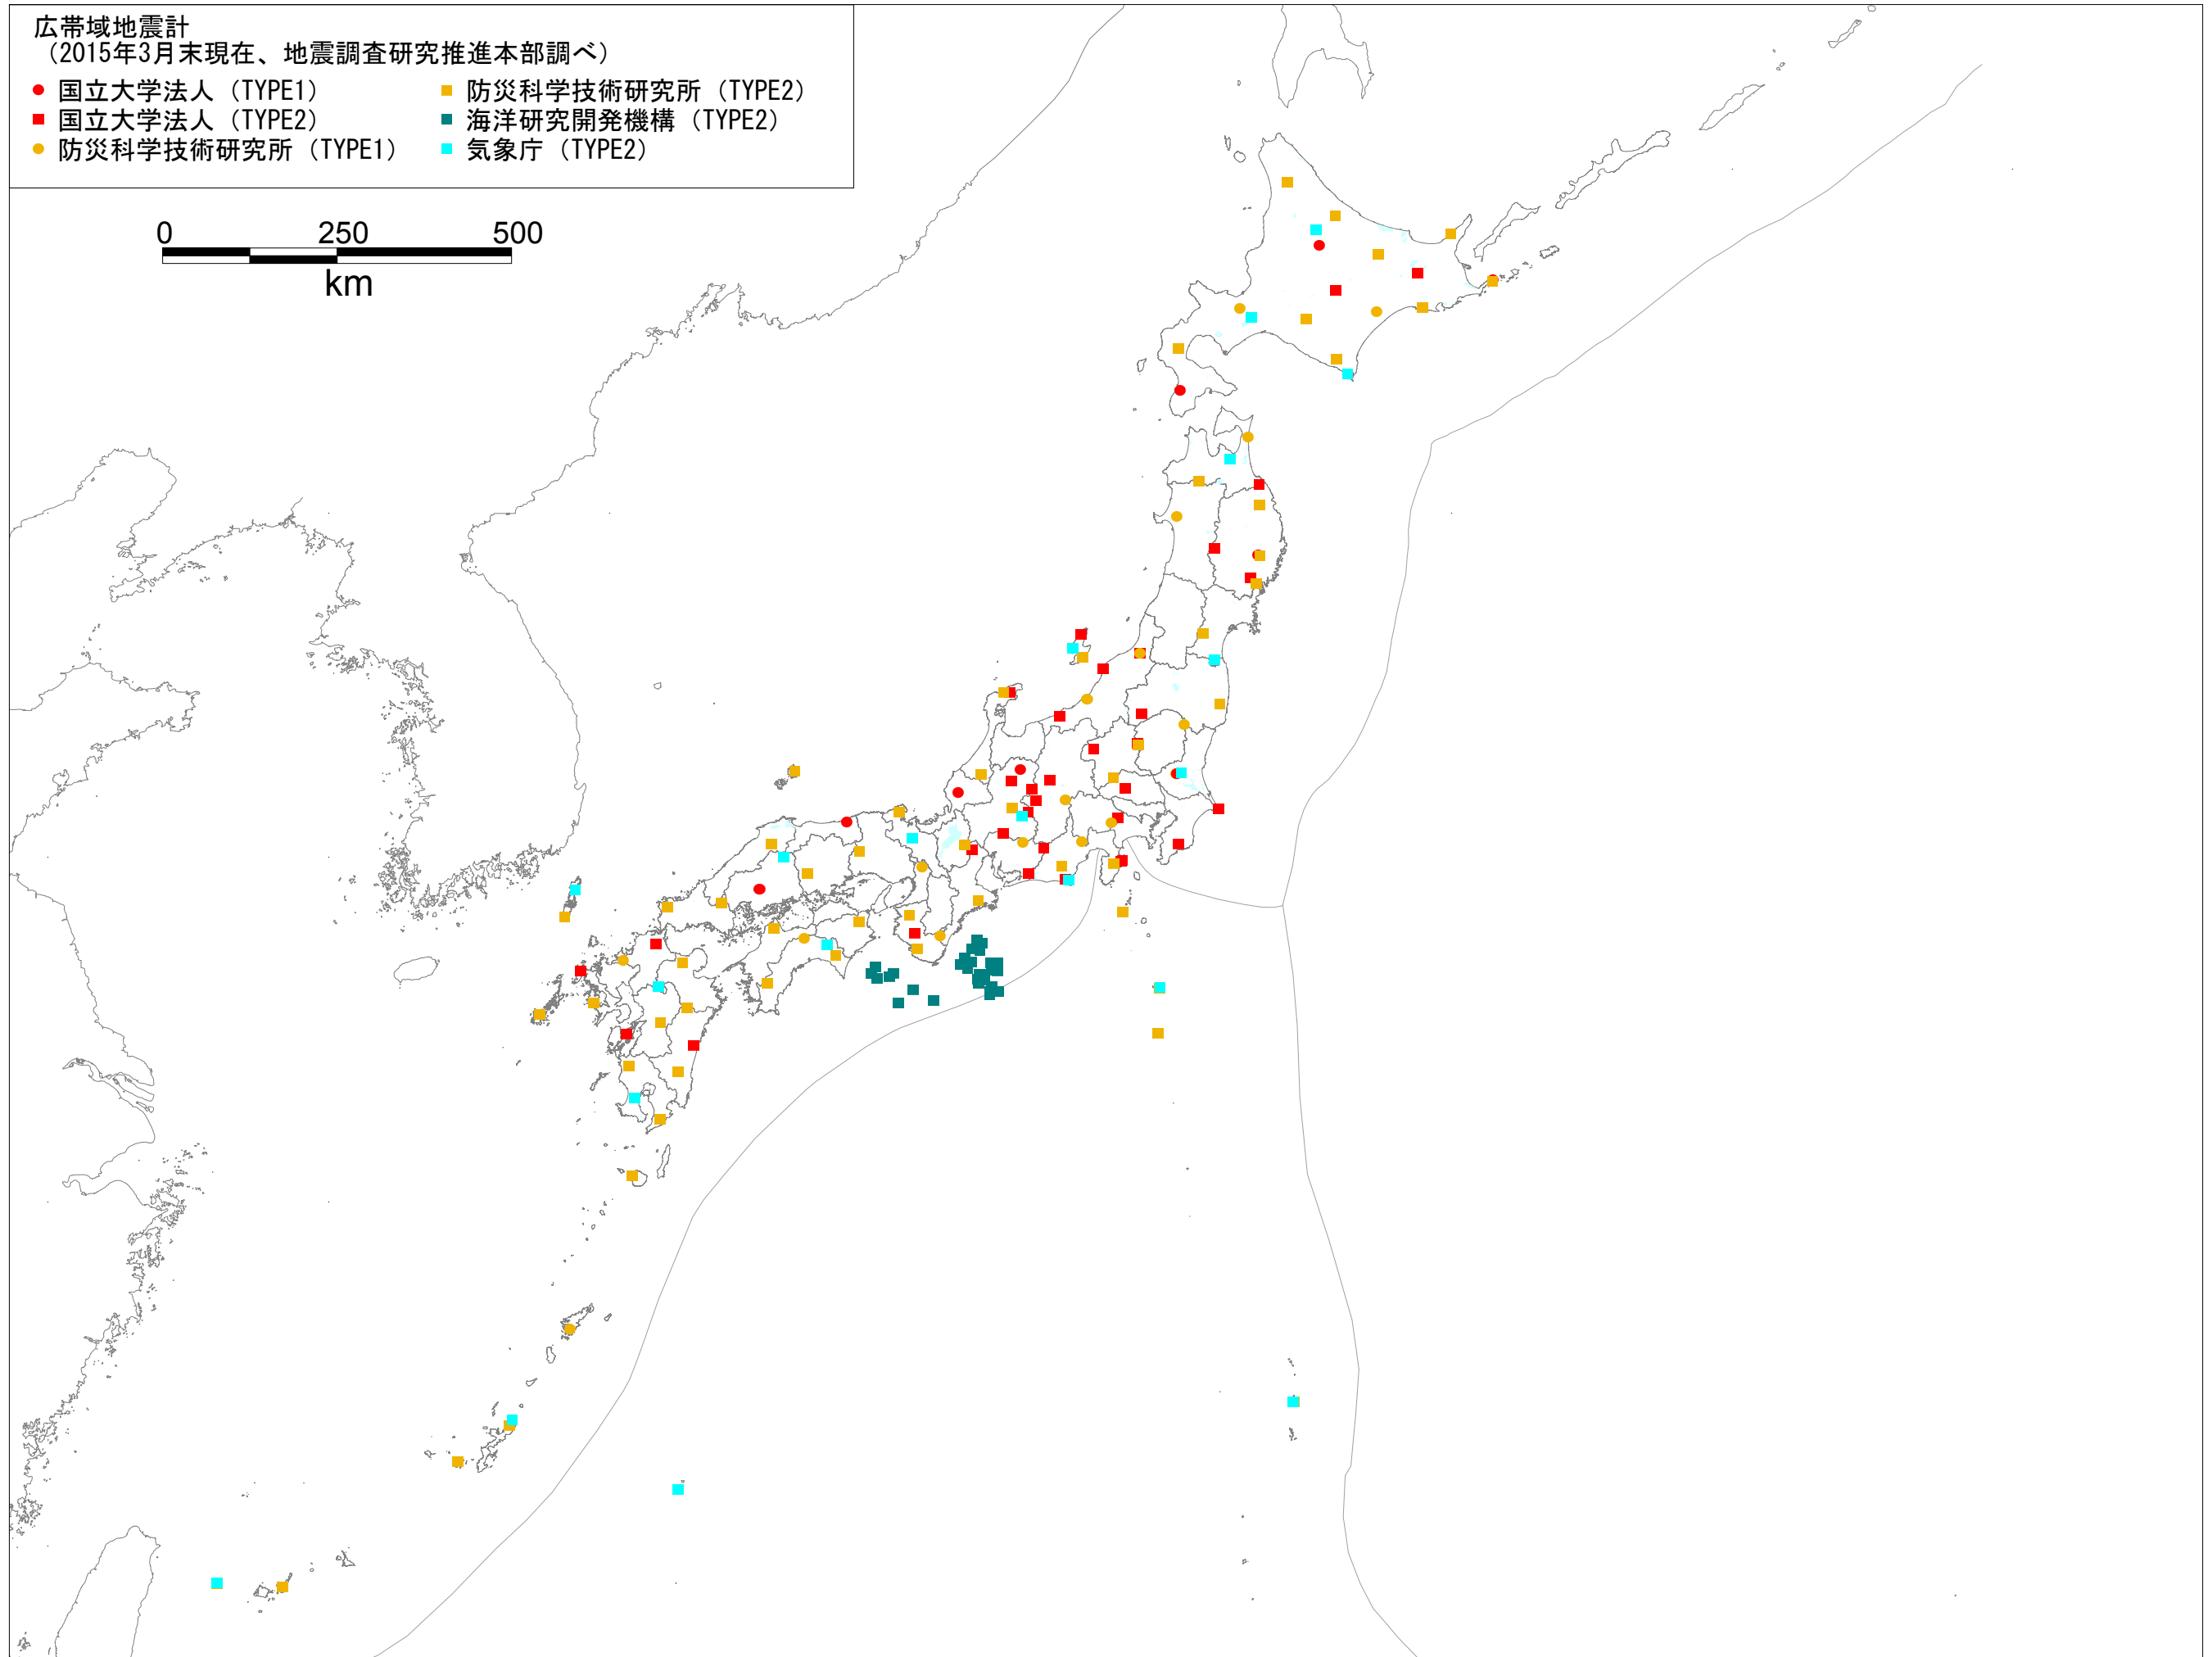 広帯域地震計
（2015年3月末現在、地震調査研究推進本部調べ）
国立大学法人（TYPE1）
国立大学法人（TYPE2）
防災科学技術研究所（TYPE1）
防災科学技術研究所（TYPE2）
海洋研究開発機構（TYPE2）
気象庁（TYPE2）
0 250 500
km